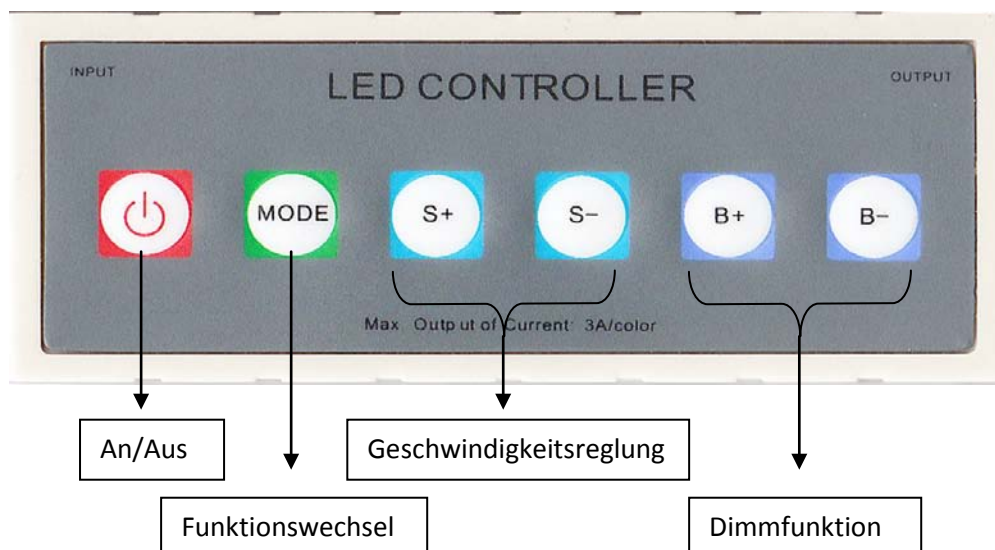 INPUT
OUTPUT
LED CONTROLLER
MODE
S+
S-
B+
B-
Max. Output of Current: 3A/color
An/Aus
Geschwindigkeitsreglung
Funktionswechsel
Dimmfunktion